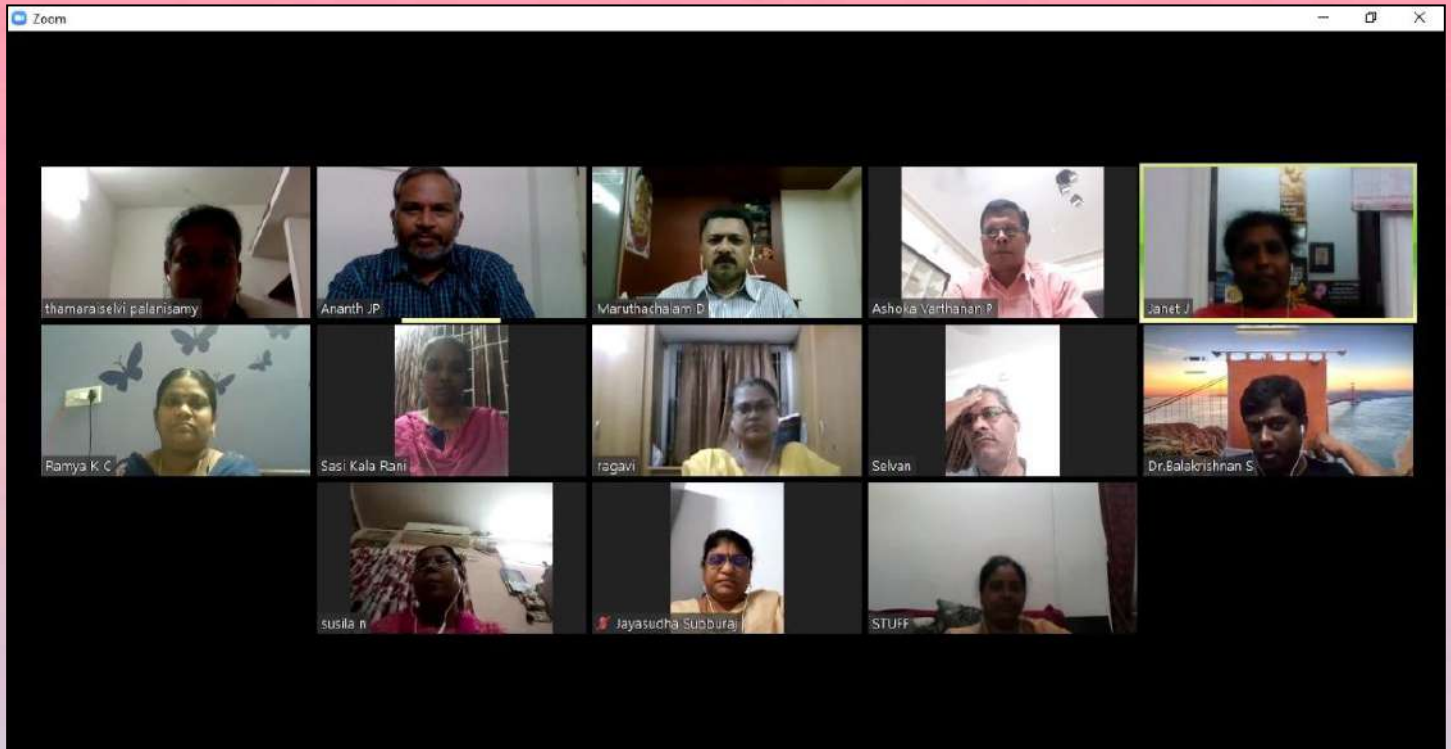 Zoom
thamaraiselvi palanisamy
Ananth JP
Maruthachalam D
Ashoka Varthanan P
Janet J
Ramya K C
Sasi Kala Rani
ragavi
Selvan
Dr.Balakrishnan S
susila n
Jayasudha Subburaj
STUFF